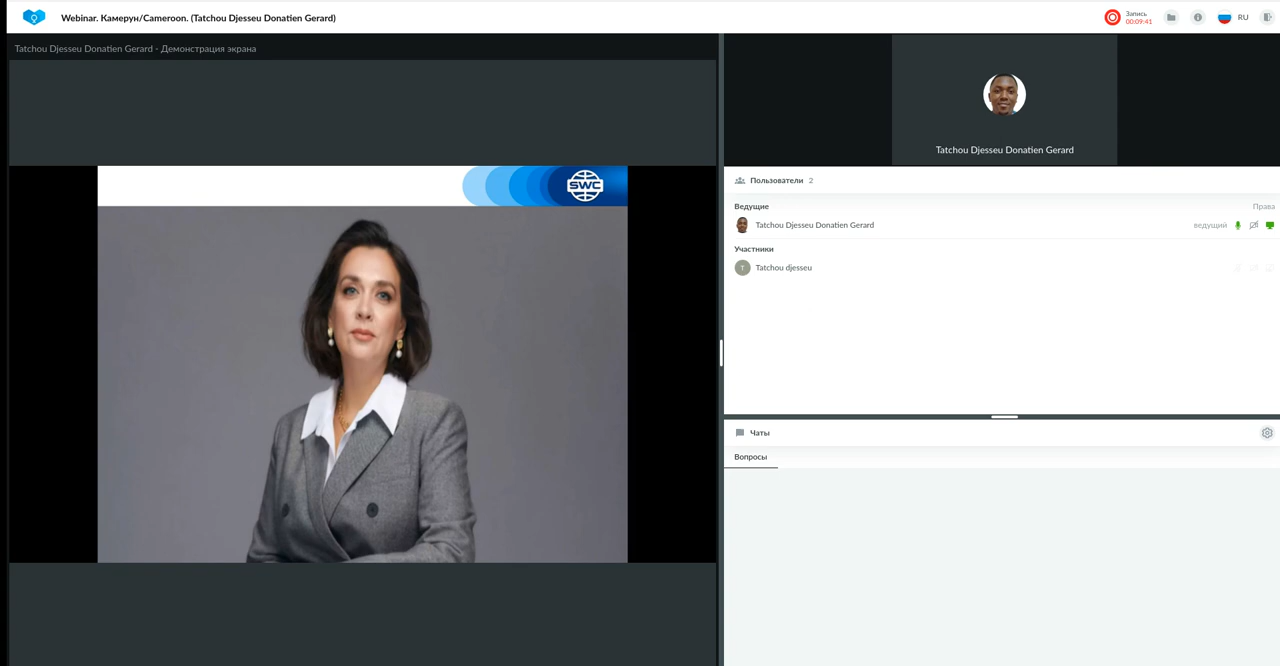 Webinar. Камерун/Cameroon. (Tatchou Djesseu Donatien Gerard)
Запись
00:09:41
RU
Tatchou Djesseu Donatien Gerard - Демонстрация экрана
SWC
Tatchou Djesseu Donatien Gerard
Пользователи 2
Ведущие Права
Tatchou Djesseu Donatien Gerard ведущий
Участники
T Tatchou djesseu
Чаты
Вопросы